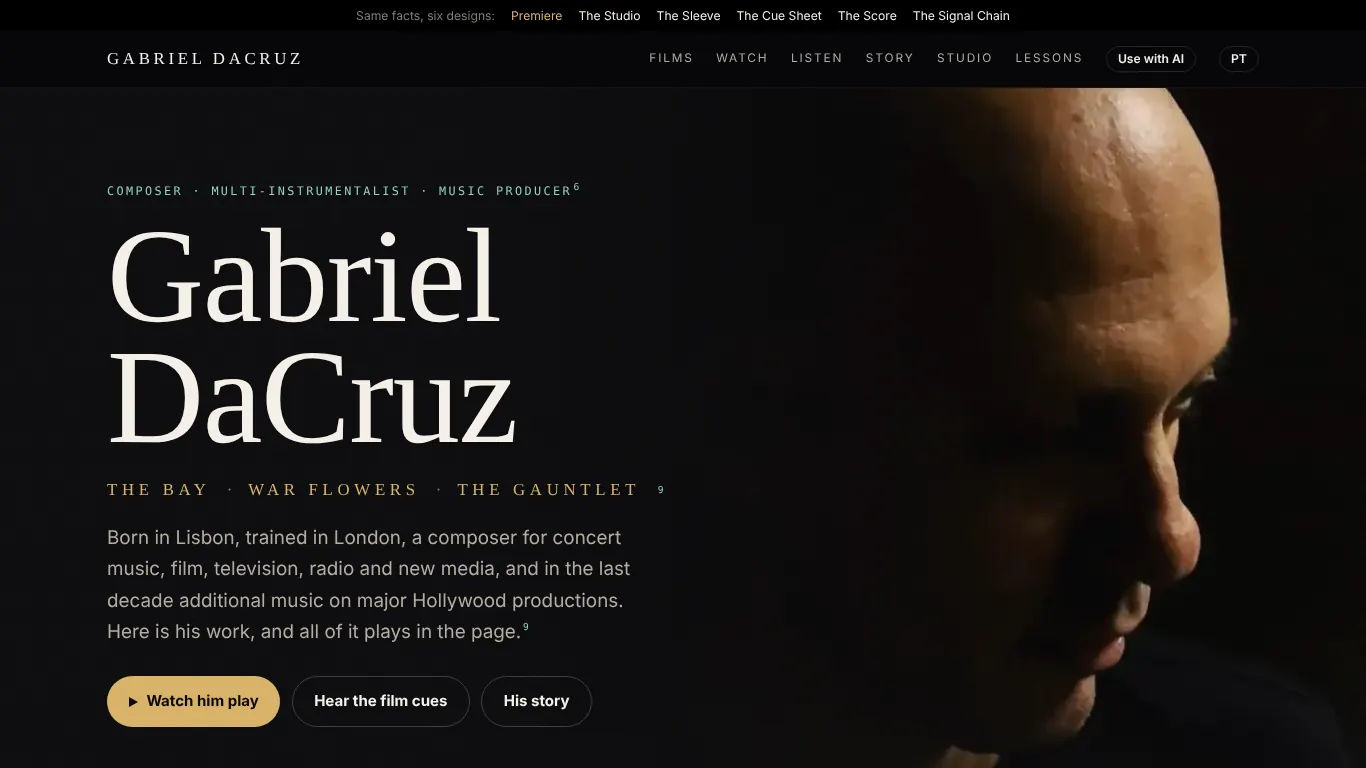 Same facts, six designs: Premiere The Studio The Sleeve The Cue Sheet The Score The Signal Chain
GABRIEL DACRUZ FILMS WATCH LISTEN STORY STUDIO LESSONS Use with AI PT
COMPOSER · MULTI-INSTRUMENTALIST · MUSIC PRODUCER6
Gabriel
DaCruz
THE BAY · WAR FLOWERS · THE GAUNTLET 9
Born in Lisbon, trained in London, a composer for concert
music, film, television, radio and new media, and in the last
decade additional music on major Hollywood productions.
Here is his work, and all of it plays in the page.9
▶ Watch him play Hear the film cues His story